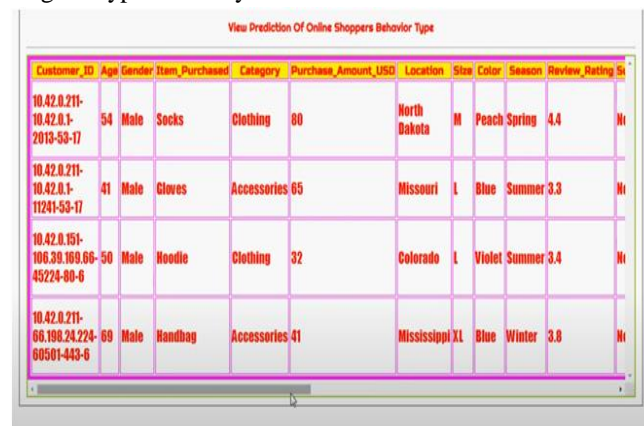 View Prediction Of Online Shoppers Behavior Type
Customer_ID Age Gender Item_Purchased Category Purchase_Amount_USD Location Size Color Season Review_Rating
10.42.0.211-
10.42.0.1-
2013-53-17 54 Male Socks Clothing 80 North
Dakota M Peach Spring 4.4
10.42.0.211-
10.42.0.1-
11241-53-17 41 Male Gloves Accessories 65 Missouri L Blue Summer 3.3
10.42.0.151-
106.39.169.66-
45224-80-6 50 Male Hoodie Clothing 32 Colorado L Violet Summer 3.4
10.42.0.211-
66.198.24.224-
60501-443-6 69 Male Handbag Accessories 41 Mississippi XL Blue Winter 3.8